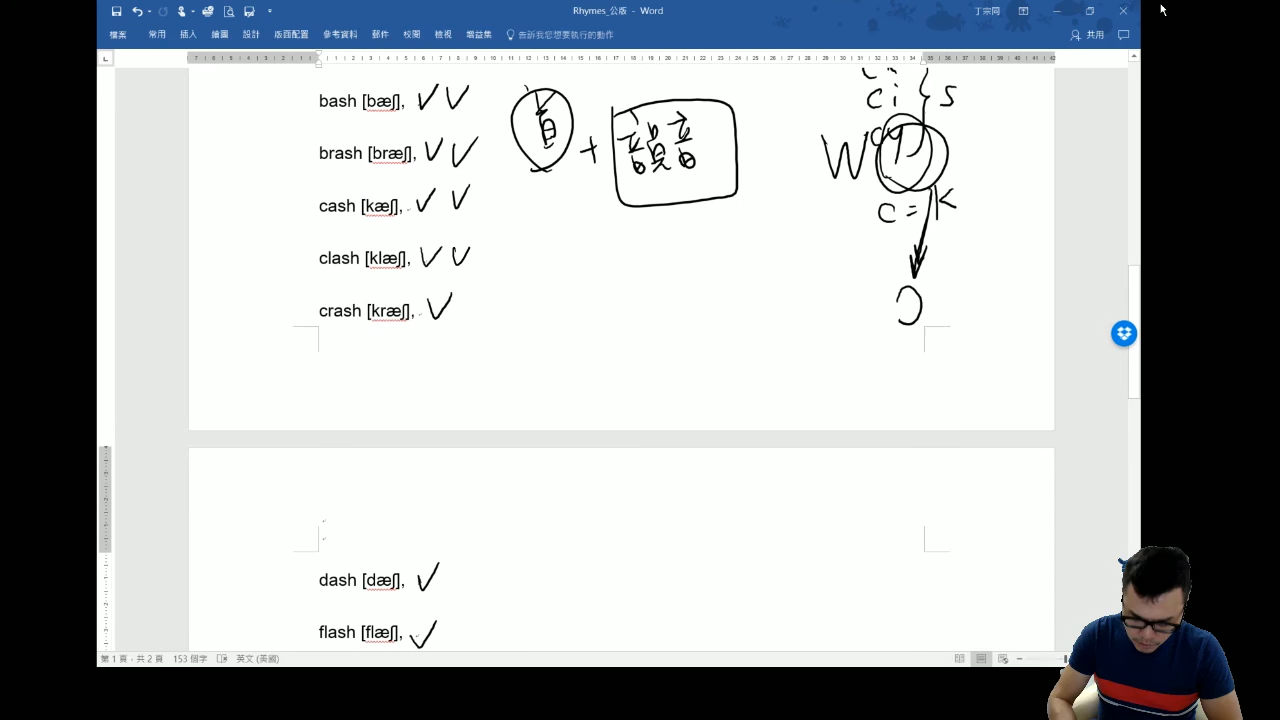 Rhymes_公版 - Word
丁宗同
檔案 常用 插入 繪圖 設計 版面配置 參考資料 郵件 校閱 檢視 增益集 告訴我您想要執行的動作 共用
ci } s
bash [bæʃ],
首 + 韻音
brash [bræʃ],
W
cy
cash [kæʃ],
c = k
clash [klæʃ],
crash [kræʃ],
dash [dæʃ],
flash [flæʃ],
第 1 頁，共 2 頁 153 個字 英文 (美國)